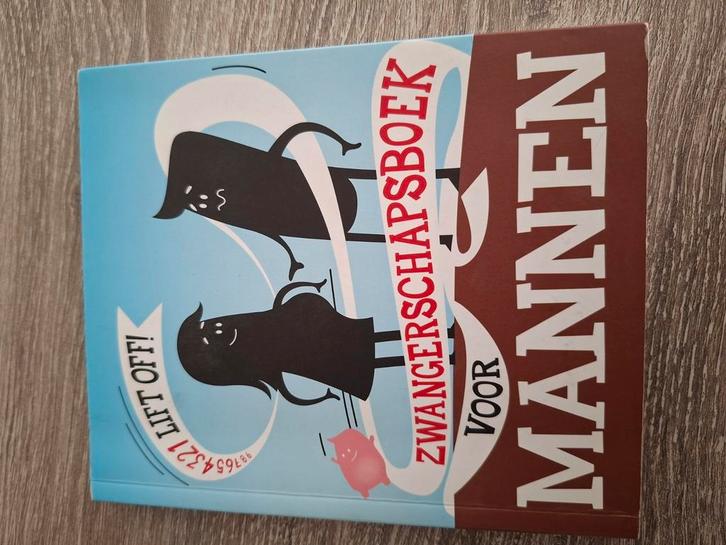 987654321 LIFT OFF!
ZWANGERSCHAPSBOEK
VOOR
MANNEN